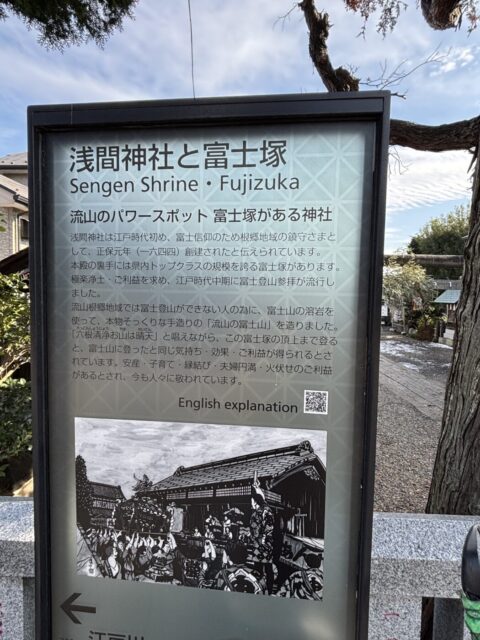 浅間神社と富士塚
Sengen Shrine・Fujizuka
流山のパワースポット 富士塚がある神社
浅間神社は江戸時代初め、富士信仰のため根郷地域の鎮守さまと
して、正保元年（一六四四）創建されたと伝えられています。
本殿の裏手には県内トップクラスの規模を誇る富士塚があります。
極楽浄土・ご利益を求め、江戸時代中期に富士登山参拝が流行し
ました。
流山根郷地域では富士登山ができない人の為に、富士山の溶岩を
使って、本物そっくりな手造りの「流山の富士山」を造りました。
「六根清浄お山は晴天」と唱えながら、この富士塚の頂上まで登る
と、富士山に登ったと同じ気持ち・効果・ご利益が得られるとさ
れています。安産・子育て・縁結び・夫婦円満・火伏せのご利益
があるとされ、今も人々に敬われています。
English explanation
江戸川